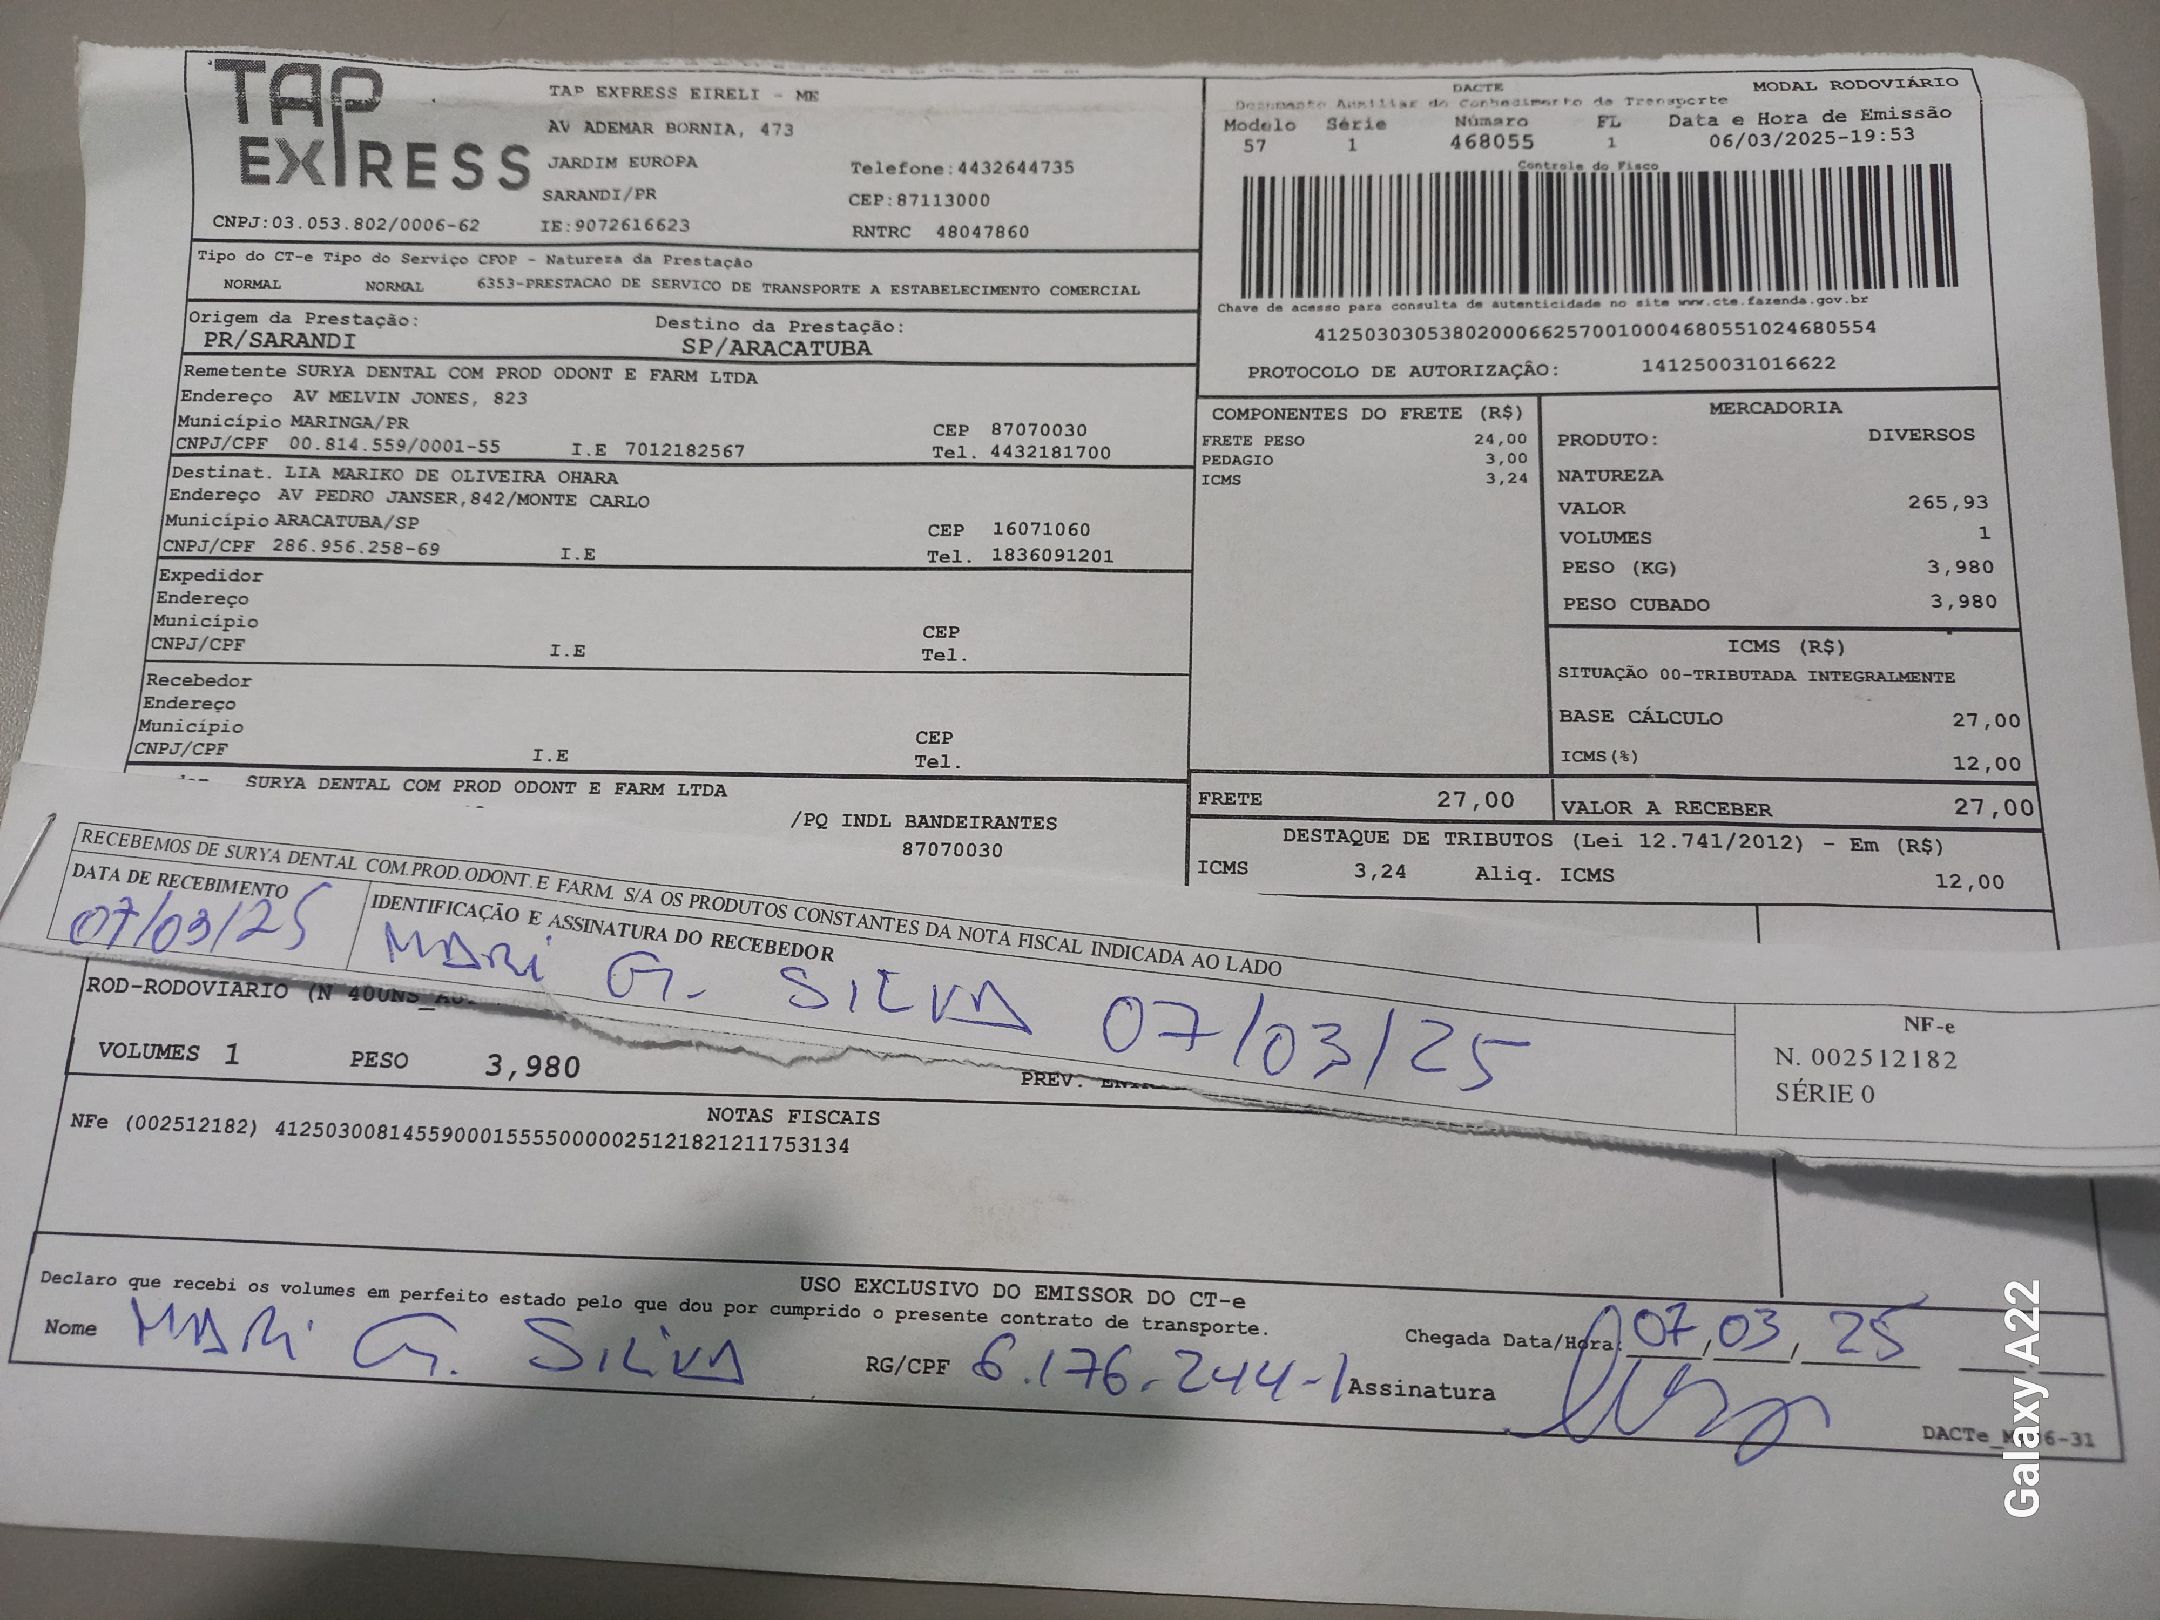 TAP EXPRESS
TAP EXPRESS EIRELI - ME
AV ADEMAR BORNIA, 473
JARDIM EUROPA
Telefone:4432644735
SARANDI/PR
CEP:87113000
CNPJ:03.053.802/0006-62
IE:9072616623
RNTRC 48047860
DACTE
MODAL RODOVIÁRIO
Documento Auxiliar do Conhecimento de Transporte
Modelo Série Número FL Data e Hora de Emissão
57 1 468055 1 06/03/2025-19:53
Controle do Fisco
Chave de acesso para consulta de autenticidade no site www.cte.fazenda.gov.br
41250303053802000662570010004680551024680554
PROTOCOLO DE AUTORIZAÇÃO: 141250031016622
Tipo do CT-e Tipo do Serviço CFOP - Natureza da Prestação
NORMAL NORMAL 6353-PRESTACAO DE SERVICO DE TRANSPORTE A ESTABELECIMENTO COMERCIAL
Origem da Prestação: Destino da Prestação:
PR/SARANDI SP/ARACATUBA
Remetente SURYA DENTAL COM PROD ODONT E FARM LTDA
Endereço AV MELVIN JONES, 823
Município MARINGA/PR CEP 87070030
CNPJ/CPF 00.814.559/0001-55 I.E 7012182567 Tel. 4432181700
Destinat. LIA MARIKO DE OLIVEIRA OHARA
Endereço AV PEDRO JANSER,842/MONTE CARLO
Município ARACATUBA/SP CEP 16071060
CNPJ/CPF 286.956.258-69 I.E Tel. 1836091201
Expedidor
Endereço
Município CEP
CNPJ/CPF I.E Tel.
Recebedor
Endereço
Município CEP
CNPJ/CPF I.E Tel.
SURYA DENTAL COM PROD ODONT E FARM LTDA
/PQ INDL BANDEIRANTES
87070030
COMPONENTES DO FRETE (R$)
FRETE PESO 24,00
PEDAGIO 3,00
ICMS 3,24
MERCADORIA
PRODUTO: DIVERSOS
NATUREZA
VALOR 265,93
VOLUMES 1
PESO (KG) 3,980
PESO CUBADO 3,980
ICMS (R$)
SITUAÇÃO 00-TRIBUTADA INTEGRALMENTE
BASE CÁLCULO 27,00
ICMS(%) 12,00
FRETE 27,00 VALOR A RECEBER 27,00
DESTAQUE DE TRIBUTOS (Lei 12.741/2012) - Em (R$)
ICMS 3,24 Aliq. ICMS 12,00
RECEBEMOS DE SURYA DENTAL COM.PROD.ODONT.E FARM. S/A OS PRODUTOS CONSTANTES DA NOTA FISCAL INDICADA AO LADO
DATA DE RECEBIMENTO IDENTIFICAÇÃO E ASSINATURA DO RECEBEDOR
07/03/25 MARI G. SILVA 07/03/25
NF-e
N. 002512182
SÉRIE 0
ROD-RODOVIARIO (N
VOLUMES 1 PESO 3,980 PREV.
NOTAS FISCAIS
NFe (002512182) 41250300814559000155550000025121821211753134
USO EXCLUSIVO DO EMISSOR DO CT-e
Declaro que recebi os volumes em perfeito estado pelo que dou por cumprido o presente contrato de transporte.
Nome MARI G. SILVA RG/CPF 6.176.244-1 Chegada Data/Hora: 07,03,25
Assinatura
Galaxy A22